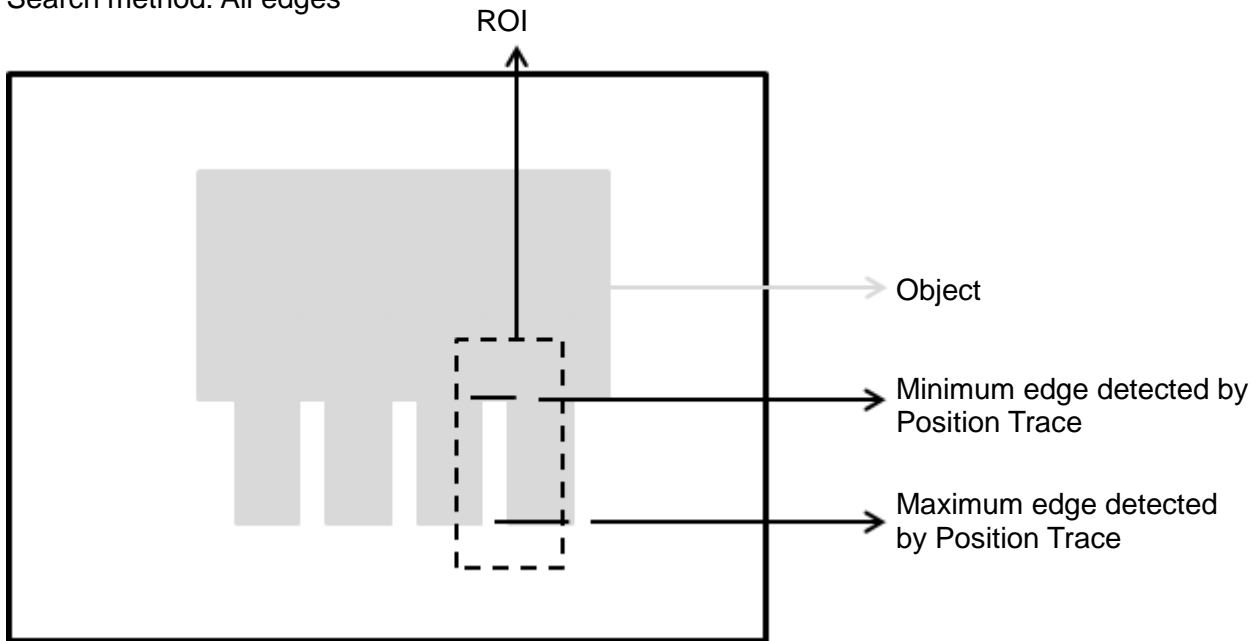 Search method: All edges
ROI
Object
Minimum edge detected by
Position Trace
Maximum edge detected
by Position Trace